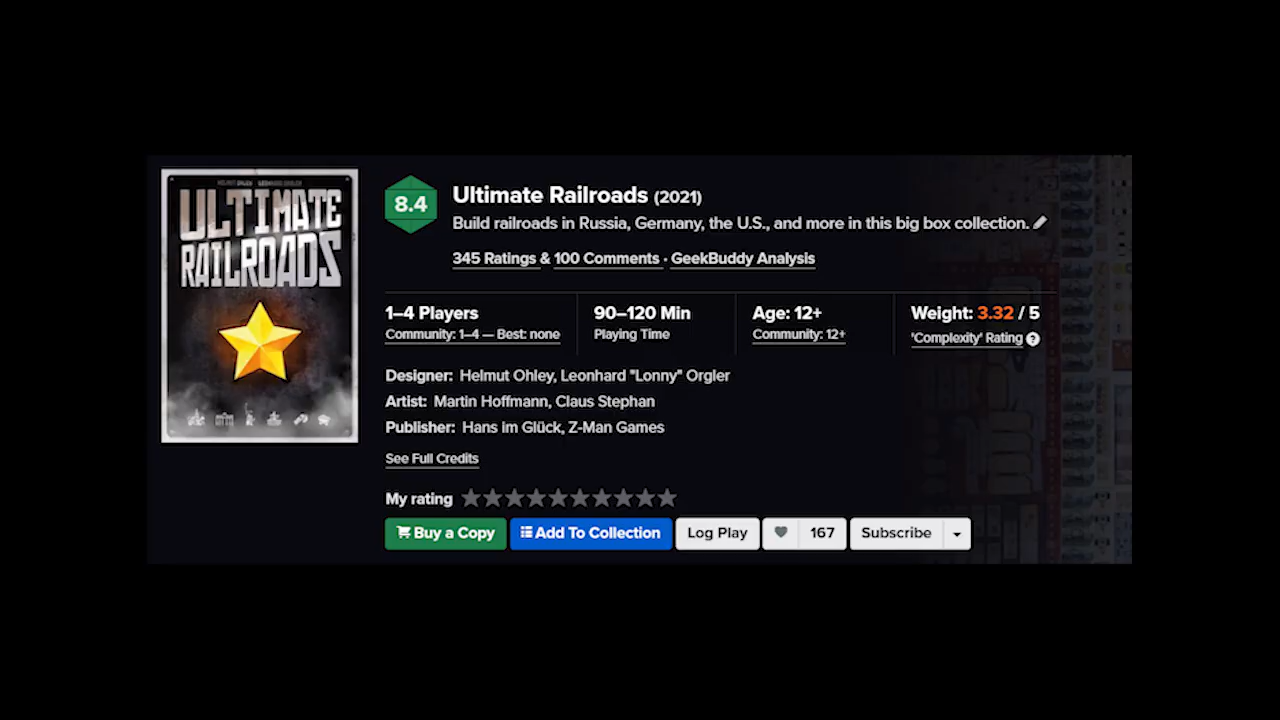 HELMUT OHLEY LEONHARD ORGLER
ULTIMATE
RAILROADS
8.4
Ultimate Railroads (2021)
Build railroads in Russia, Germany, the U.S., and more in this big box collection.
345 Ratings & 100 Comments · GeekBuddy Analysis
1–4 Players
Community: 1–4 — Best: none
90–120 Min
Playing Time
Age: 12+
Community: 12+
Weight: 3.32 / 5
'Complexity' Rating ?
Designer: Helmut Ohley, Leonhard "Lonny" Orgler
Artist: Martin Hoffmann, Claus Stephan
Publisher: Hans im Glück, Z-Man Games
See Full Credits
My rating
Buy a Copy
Add To Collection
Log Play
167
Subscribe